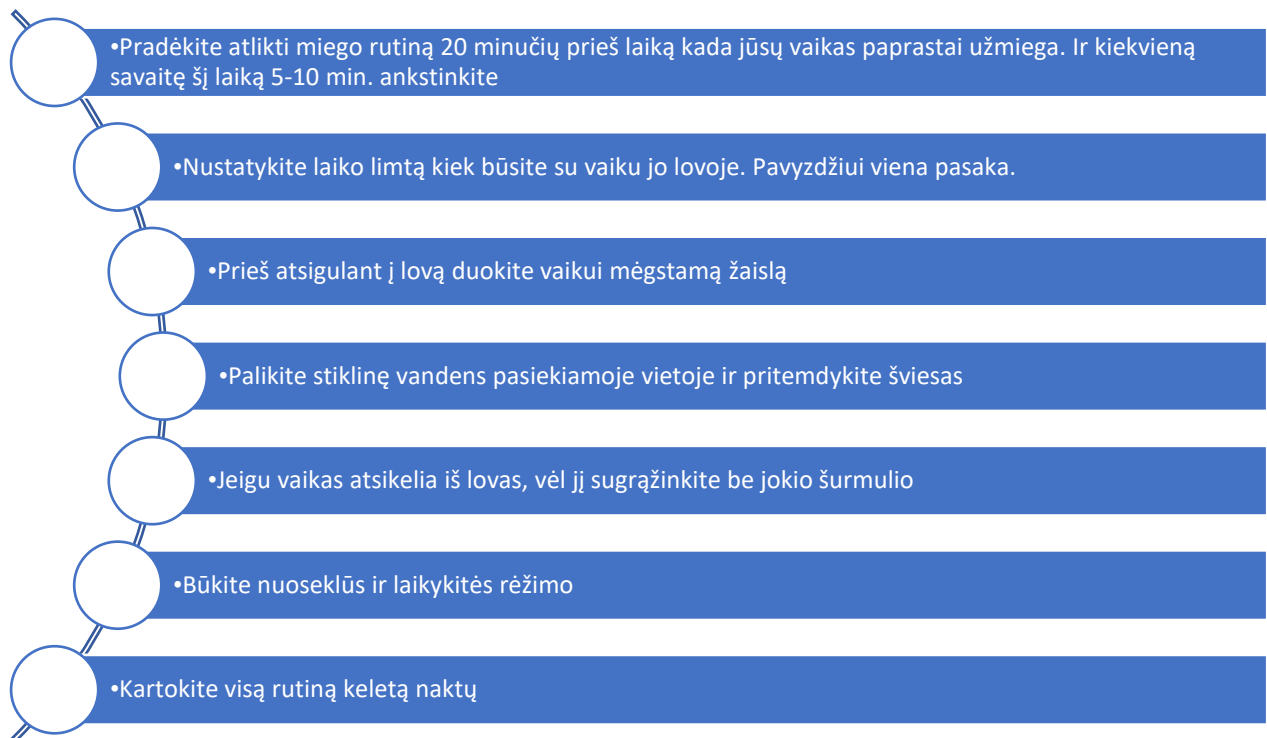 •Pradėkite atlikti miego rutiną 20 minučių prieš laiką kada jūsų vaikas paprastai užmiega. Ir kiekvieną
savaitę šį laiką 5-10 min. ankstinkite
•Nustatykite laiko limtą kiek būsite su vaiku jo lovoje. Pavyzdžiui viena pasaka.
•Prieš atsigulant į lovą duokite vaikui mėgstamą žaislą
•Palikite stiklinę vandens pasiekiamoje vietoje ir pritemdykite šviesas
•Jeigu vaikas atsikelia iš lovas, vėl jį sugrąžinkite be jokio šurmulio
•Būkite nuoseklūs ir laikykitės rėžimo
•Kartokite visą rutiną keletą naktų